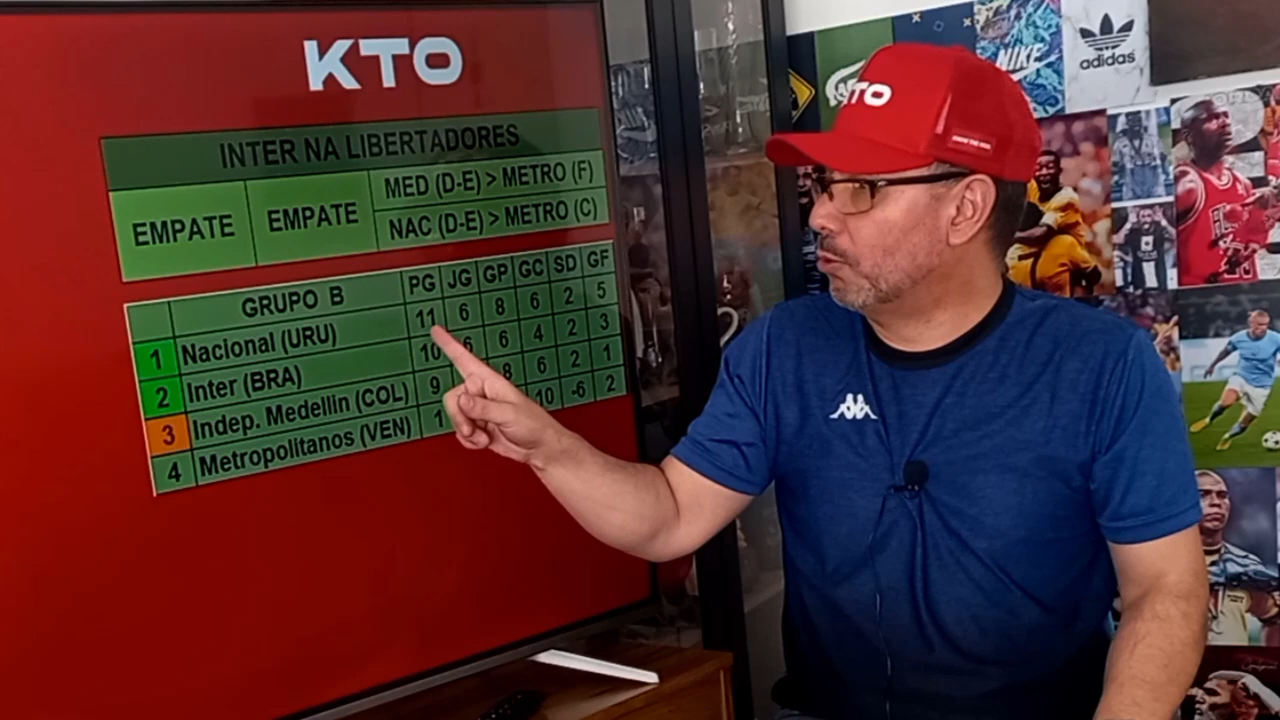 KTO
INTER NA LIBERTADORES
EMPATE EMPATE MED (D-E) > METRO (F)
NAC (D-E) > METRO (C)
GRUPO B PG JG GP GC SD GF
1 Nacional (URU) 11 6 8 6 2 5
2 Inter (BRA) 10 6 6 4 2 3
3 Indep. Medellin (COL) 9 8 6 2 1
4 Metropolitanos (VEN) 1 10 -6 2
KTO
NIKE
adidas